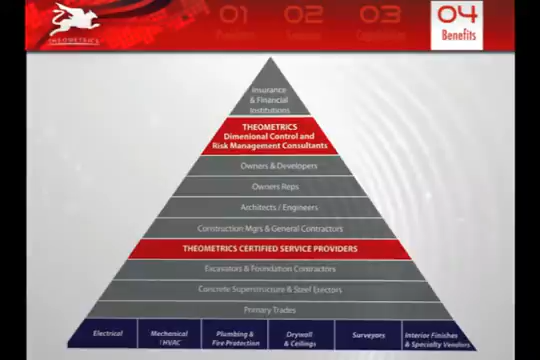 THEOMETRICS
01
02
03
04
Benefits
Insurance
& Financial
Institutions
THEOMETRICS
Dimenional Control and
Risk Management Consultants
Owners & Developers
Owners Reps
Architects / Engineers
Construction Mgrs & General Contractors
THEOMETRICS CERTIFIED SERVICE PROVIDERS
Excavators & Foundation Contractors
Concrete Superstructure & Steel Erectors
Primary Trades
Electrical
Mechanical
/ HVAC
Plumbing &
Fire Protection
Drywall
& Ceilings
Surveyors
Interior Finishes
& Specialty Vendors